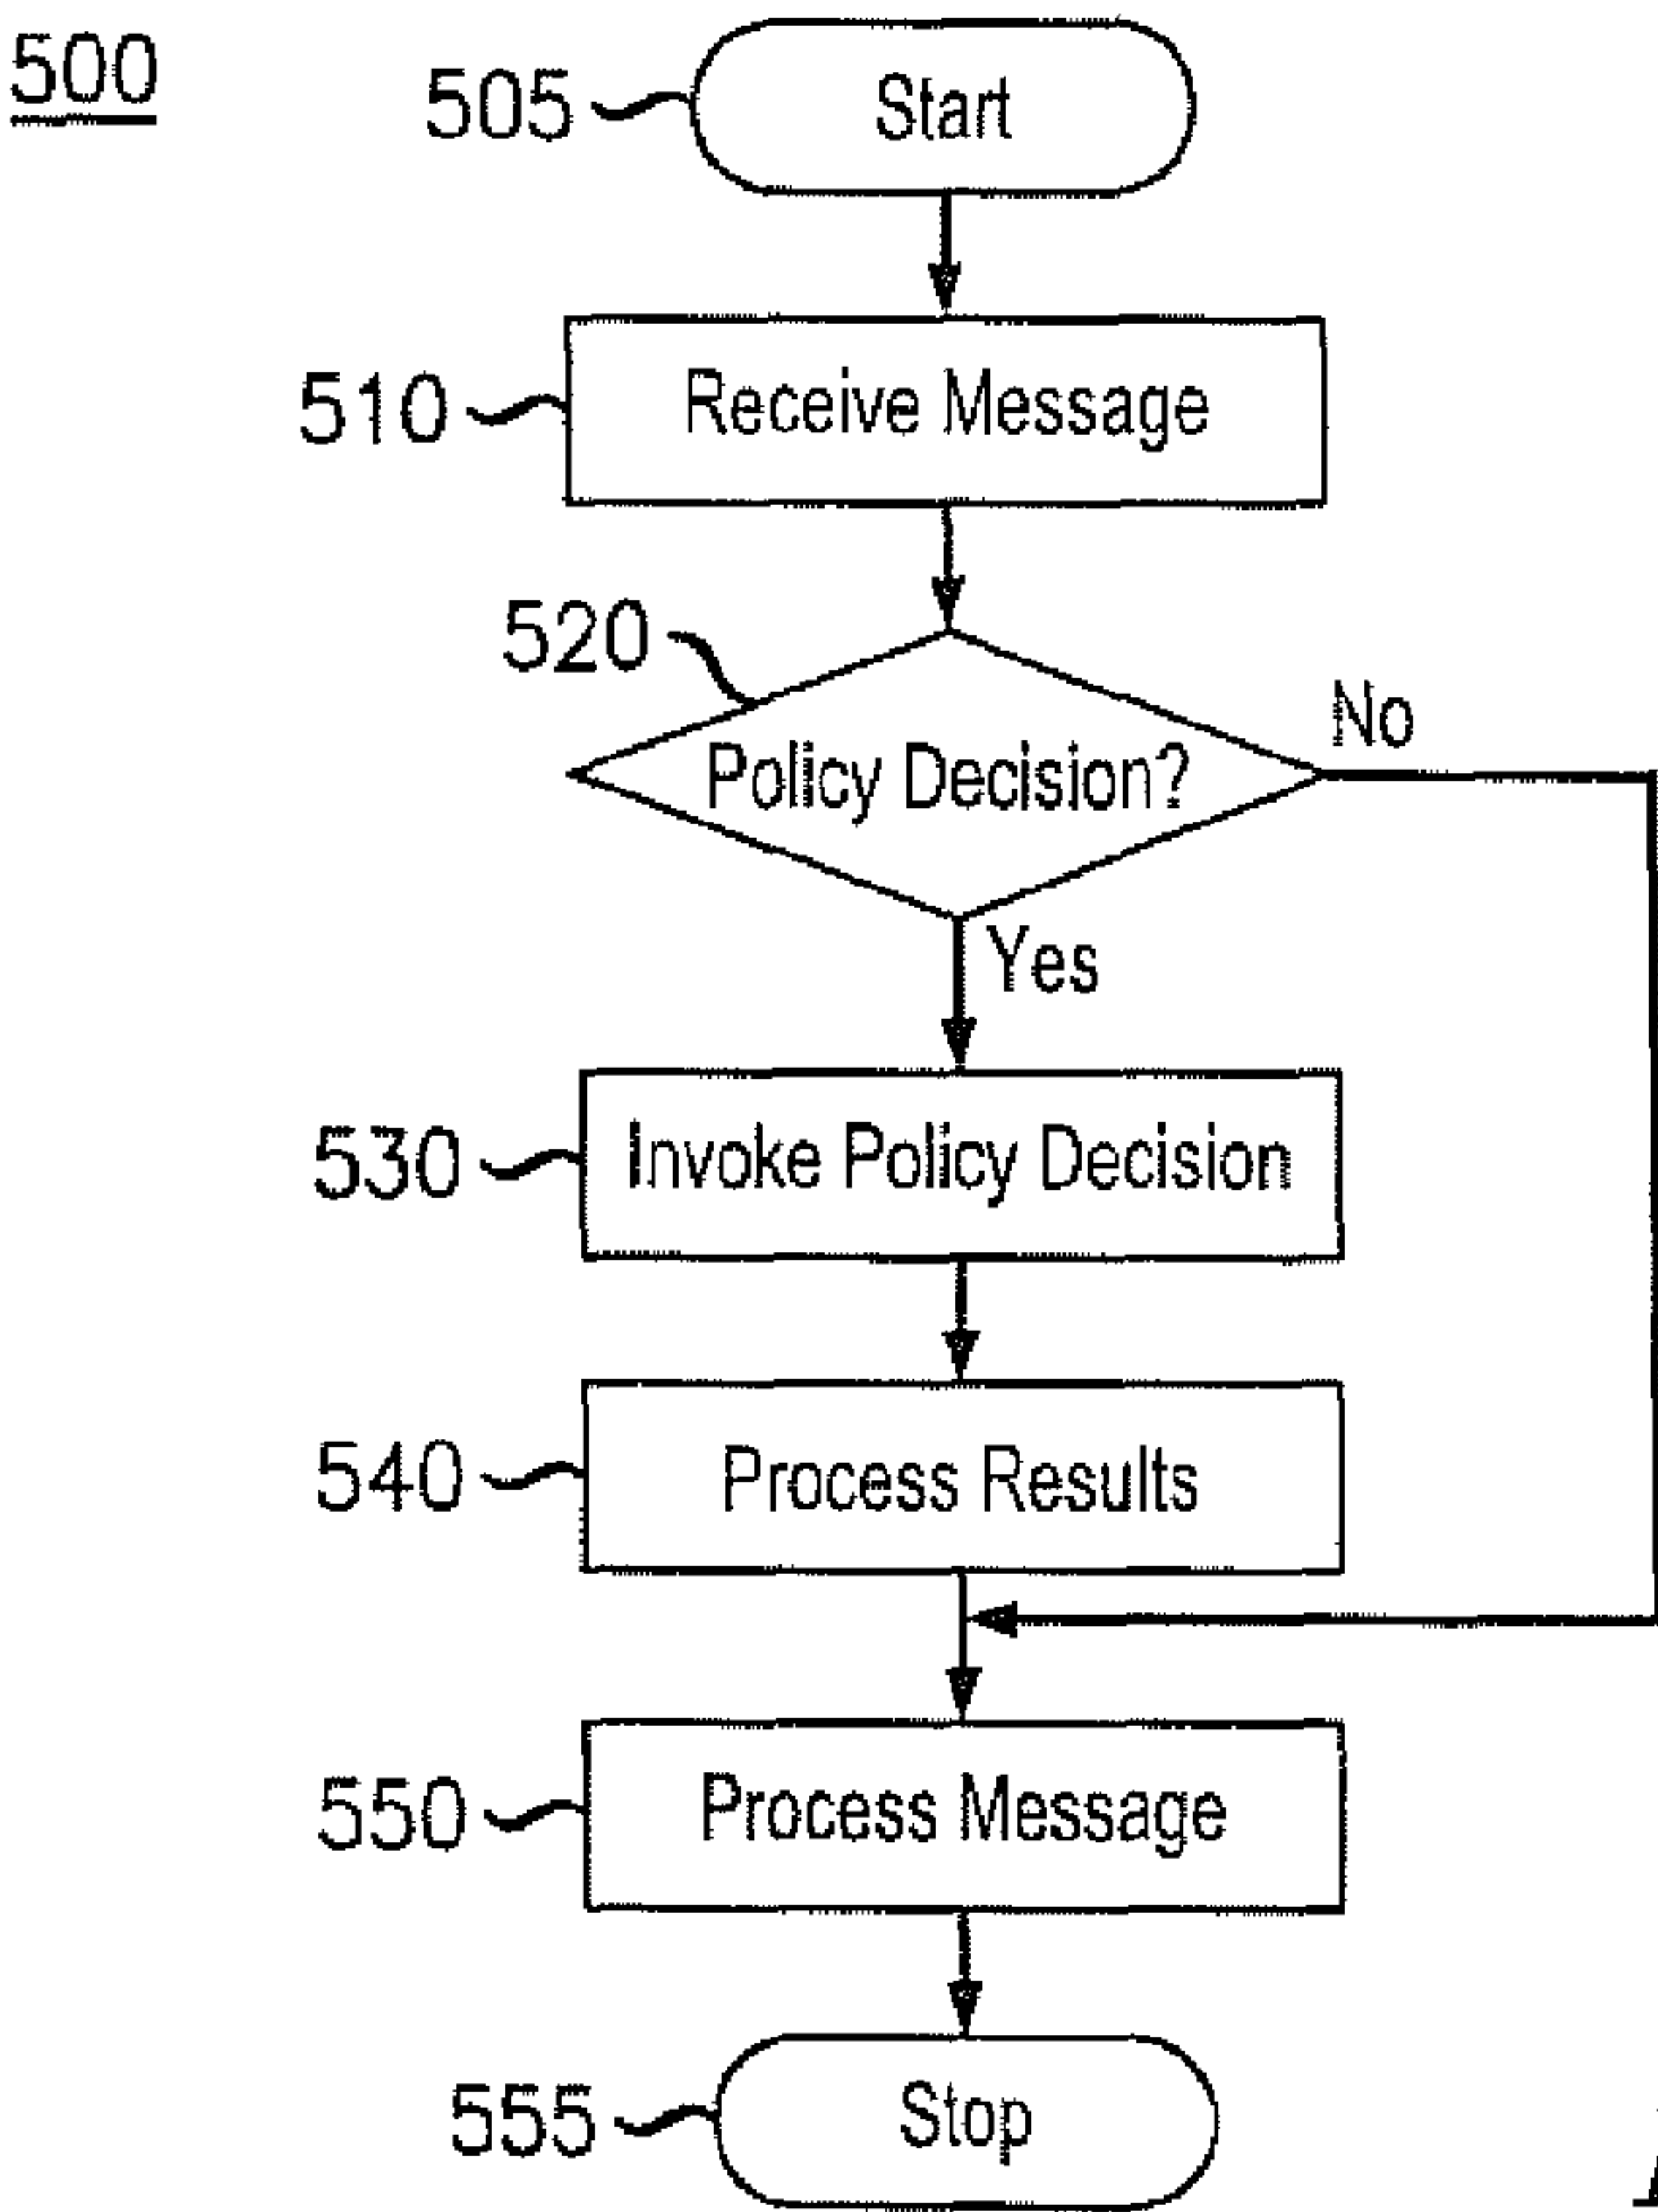 500
505
Start
510
Receive Message
520
Policy Decision?
No
Yes
530
Invoke Policy Decision
540
Process Results
550
Process Message
555
Stop